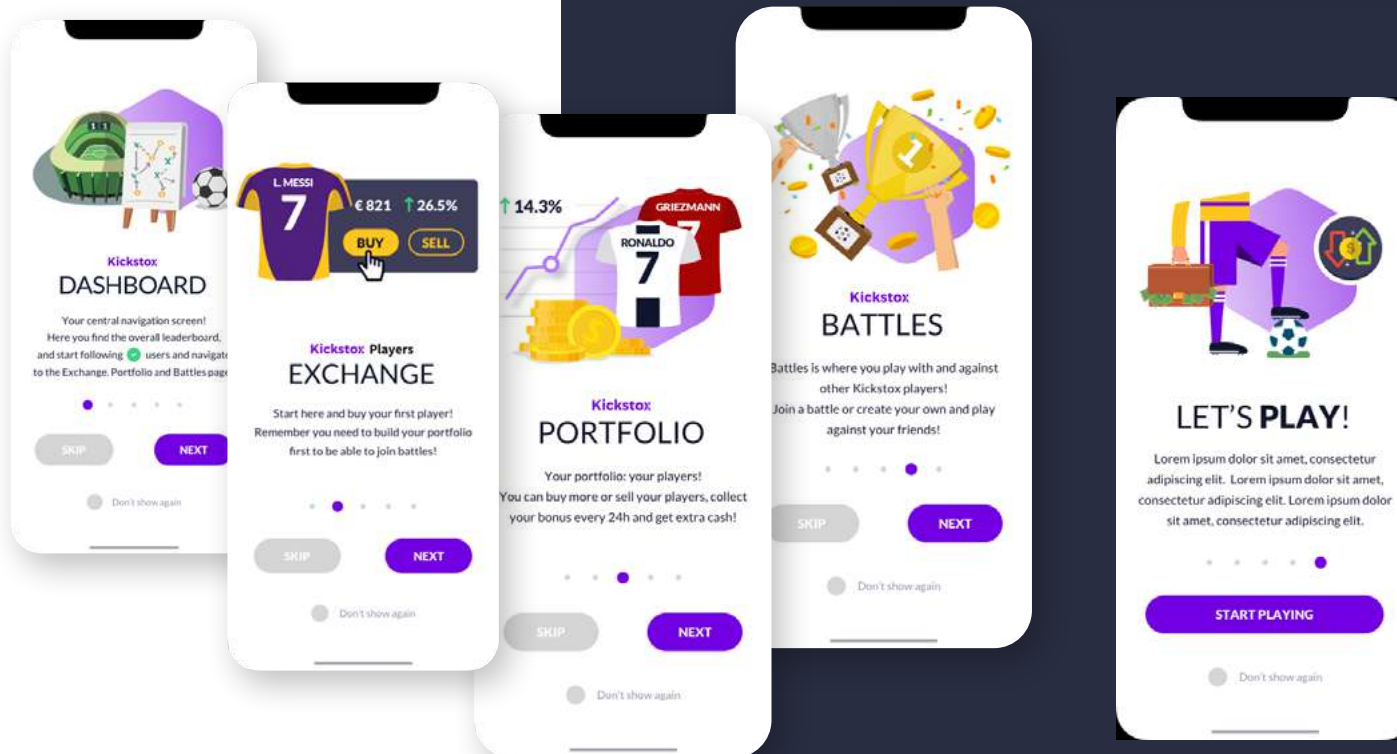 1 1
Kickstox
DASHBOARD
Your central navigation screen!
Here you find the overall leaderboard,
and start following users and navigate
to the Exchange. Portfolio and Battles page
SKIP
NEXT
Don't show again
L. MESSI
7
€ 821 ↑ 26.5%
BUY
SELL
Kickstox Players
EXCHANGE
Start here and buy your first player!
Remember you need to build your portfolio
first to be able to join battles!
SKIP
NEXT
Don't show again
↑ 14.3%
GRIEZMANN
7
RONALDO
7
Kickstox
PORTFOLIO
Your portfolio: your players!
You can buy more or sell your players, collect
your bonus every 24h and get extra cash!
SKIP
NEXT
Don't show again
1
Kickstox
BATTLES
Battles is where you play with and against
other Kickstox players!
Join a battle or create your own and play
against your friends!
SKIP
NEXT
Don't show again
$
LET'S PLAY!
Lorem ipsum dolor sit amet, consectetur
adipiscing elit. Lorem ipsum dolor sit amet,
consectetur adipiscing elit. Lorem ipsum dolor
sit amet, consectetur adipiscing elit.
START PLAYING
Don't show again